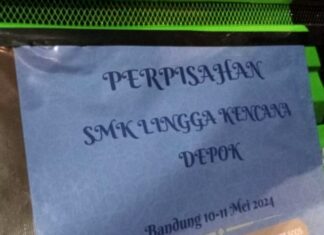 PERPISAHAN
SMK LINGGA KENCANA
DEPOK
Bandung 10-11 Mei 2024